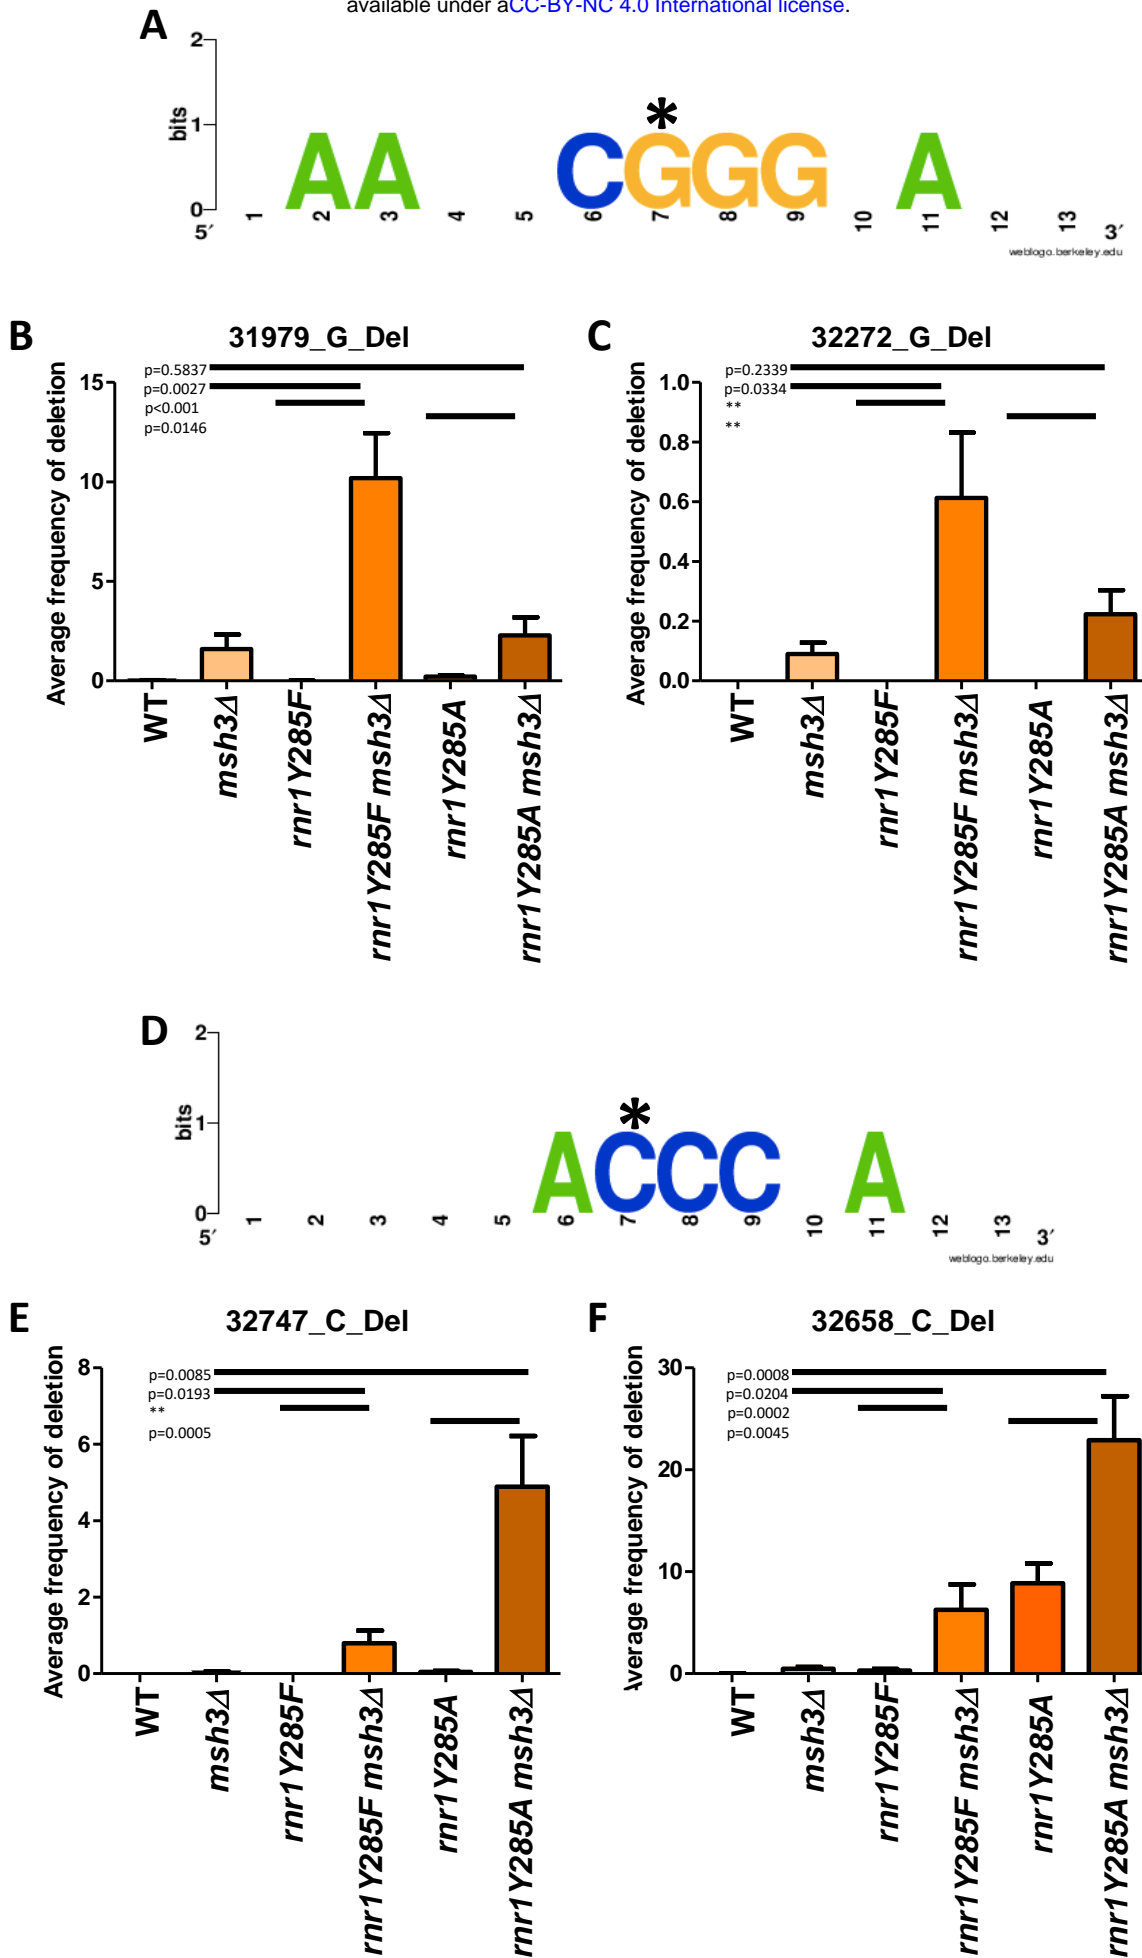 available under aCC-BY-NC 4.0 International license.
A
bits
2
1
0
*
AA CGGG A
5′ 1 2 3 4 5 6 7 8 9 10 11 12 13 3′
weblogo.berkeley.edu
B
31979_G_Del
p=0.5837
p=0.0027
p<0.001
p=0.0146
Average frequency of deletion
15
10
5
0
WT
msh3Δ
rnr1Y285F
rnr1Y285F msh3Δ
rnr1Y285A
rnr1Y285A msh3Δ
C
32272_G_Del
p=0.2339
p=0.0334
**
**
Average frequency of deletion
1.0
0.8
0.6
0.4
0.2
0.0
WT
msh3Δ
rnr1Y285F
rnr1Y285F msh3Δ
rnr1Y285A
rnr1Y285A msh3Δ
D
bits
2
1
0
*
ACCC A
5′ 1 2 3 4 5 6 7 8 9 10 11 12 13 3′
weblogo.berkeley.edu
E
32747_C_Del
p=0.0085
p=0.0193
**
p=0.0005
Average frequency of deletion
8
6
4
2
0
WT
msh3Δ
rnr1Y285F
rnr1Y285F msh3Δ
rnr1Y285A
rnr1Y285A msh3Δ
F
32658_C_Del
p=0.0008
p=0.0204
p=0.0002
p=0.0045
Average frequency of deletion
30
20
10
0
WT
msh3Δ
rnr1Y285F
rnr1Y285F msh3Δ
rnr1Y285A
rnr1Y285A msh3Δ